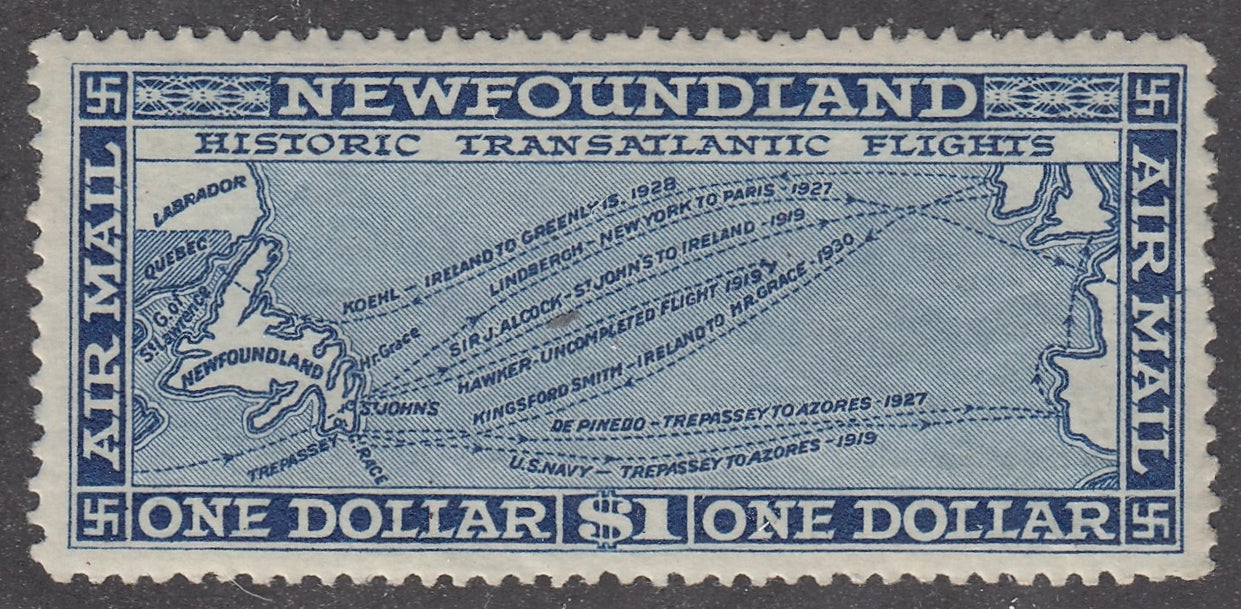 NEWFOUNDLAND
HISTORIC TRANSATLANTIC FLIGHTS
AIR MAIL
AIR MAIL
LABRADOR
QUEBEC
G. OF
St Lawrence
NEWFOUNDLAND
Hr. Grace
ST JOHN'S
TREPASSEY
C. RACE
KOEHL - IRELAND TO GREENLY IS. 1928
LINDBERGH - NEW YORK TO PARIS - 1927
SIR J. ALCOCK - ST JOHN'S TO IRELAND - 1919
HAWKER - UNCOMPLETED FLIGHT 1919
KINGSFORD SMITH - IRELAND TO HR. GRACE - 1930
DE PINEDO - TREPASSEY TO AZORES - 1927
U.S. NAVY - TREPASSEY TO AZORES - 1919
ONE DOLLAR $1 ONE DOLLAR